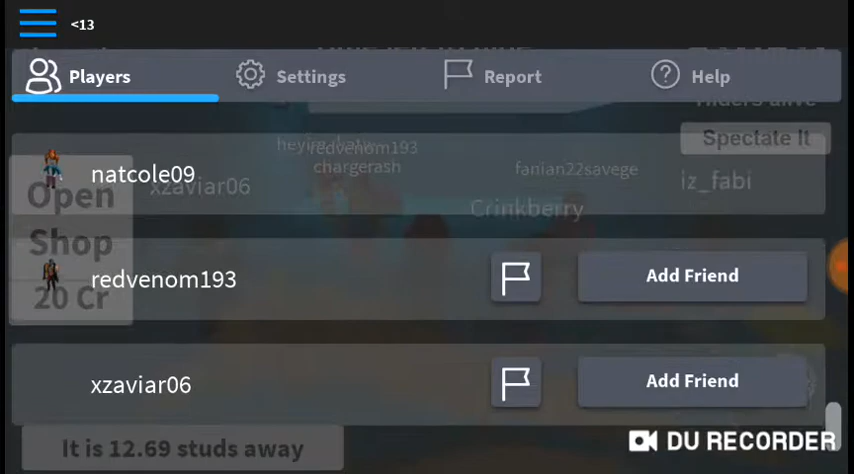 <13
Players
Settings
Report
Help
Spectate It
redvenom193
chargerash
fanian22savege
iz_fabi
xzaviar06
natcole09
Crinkberry
Open
Shop
20 Cr
redvenom193
Add Friend
xzaviar06
Add Friend
It is 12.69 studs away
DU RECORDER